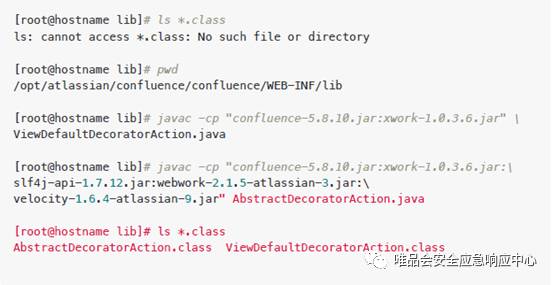 [root@hostname lib]# ls *.class
ls: cannot access *.class: No such file or directory
[root@hostname lib]# pwd
/opt/atlassian/confluence/confluence/WEB-INF/lib
[root@hostname lib]# javac -cp "confluence-5.8.10.jar:xwork-1.0.3.6.jar" \
ViewDefaultDecoratorAction.java
[root@hostname lib]# javac -cp "confluence-5.8.10.jar:xwork-1.0.3.6.jar:\
slf4j-api-1.7.12.jar:webwork-2.1.5-atlassian-3.jar:\
velocity-1.6.4-atlassian-9.jar" AbstractDecoratorAction.java
[root@hostname lib]# ls *.class
AbstractDecoratorAction.class  ViewDefaultDecoratorAction.class
唯品会安全应急响应中心